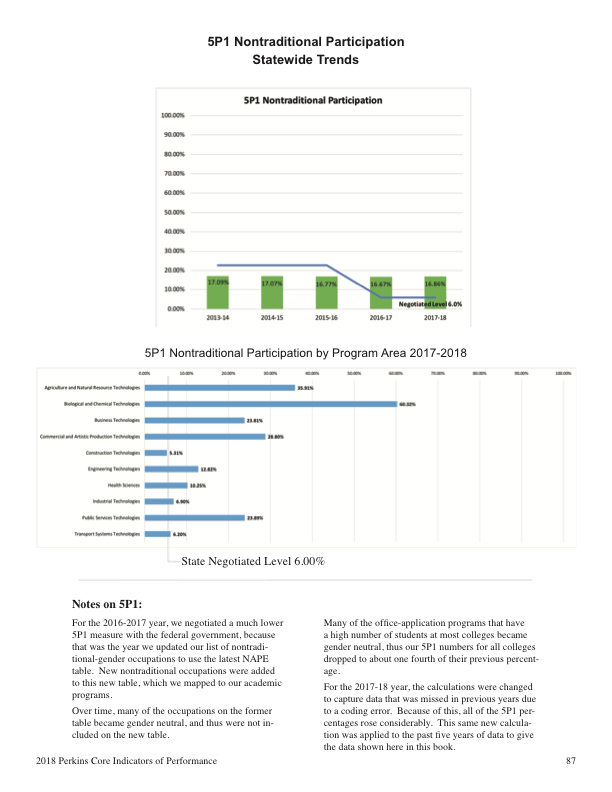 5P1 Nontraditional Participation
Statewide Trends
5P1 Nontraditional Participation
100.00%
90.00%
80.00%
70.00%
60.00%
50.00%
40.00%
30.00%
20.00%
10.00%
0.00%
17.09% 17.07% 16.77% 16.67% 16.86%
Negotiated Level 6.0%
2013-14 2014-15 2015-16 2016-17 2017-18
5P1 Nontraditional Participation by Program Area 2017-2018
0.00% 10.00% 20.00% 30.00% 40.00% 50.00% 60.00% 70.00% 80.00% 90.00% 100.00%
Agriculture and Natural Resource Technologies 35.91%
Biological and Chemical Technologies 60.32%
Business Technologies 23.81%
Commercial and Artistic Production Technologies 28.80%
Construction Technologies 5.31%
Engineering Technologies 12.82%
Health Sciences 10.25%
Industrial Technologies 6.90%
Public Services Technologies 23.89%
Transport Systems Technologies 6.20%
State Negotiated Level 6.00%
Notes on 5P1:
For the 2016-2017 year, we negotiated a much lower
5P1 measure with the federal government, because
that was the year we updated our list of nontradi-
tional-gender occupations to use the latest NAPE
table.  New nontraditional occupations were added
to this new table, which we mapped to our academic
programs.
Over time, many of the occupations on the former
table became gender neutral, and thus were not in-
cluded on the new table.
Many of the office-application programs that have
a high number of students at most colleges became
gender neutral, thus our 5P1 numbers for all colleges
dropped to about one fourth of their previous percent-
age.
For the 2017-18 year, the calculations were changed
to capture data that was missed in previous years due
to a coding error.  Because of this, all of the 5P1 per-
centages rose considerably.  This same new calcula-
tion was applied to the past five years of data to give
the data shown here in this book.
2018 Perkins Core Indicators of Performance 87